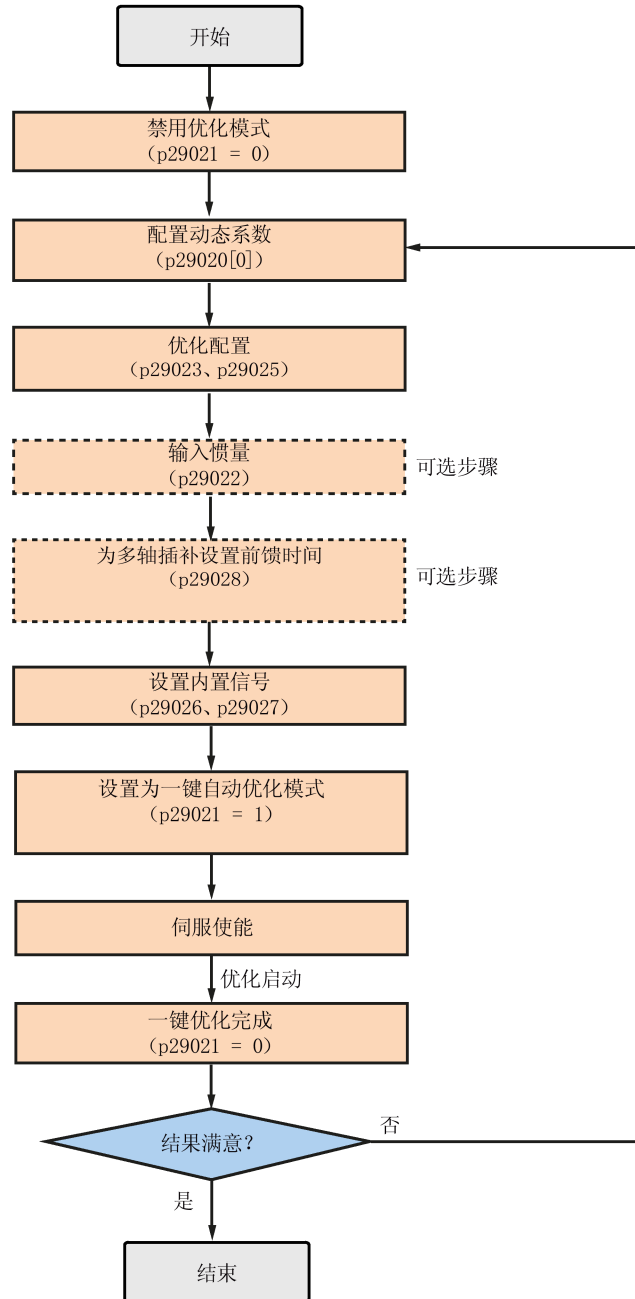 开始
禁用优化模式
（p29021 = 0）
配置动态系数
（p29020[0]）
优化配置
（p29023、p29025）
输入惯量
（p29022）
可选步骤
为多轴插补设置前馈时间
（p29028）
可选步骤
设置内置信号
（p29026、p29027）
设置为一键自动优化模式
（p29021 = 1）
伺服使能
优化启动
一键优化完成
（p29021 = 0）
结果满意？
否
是
结束